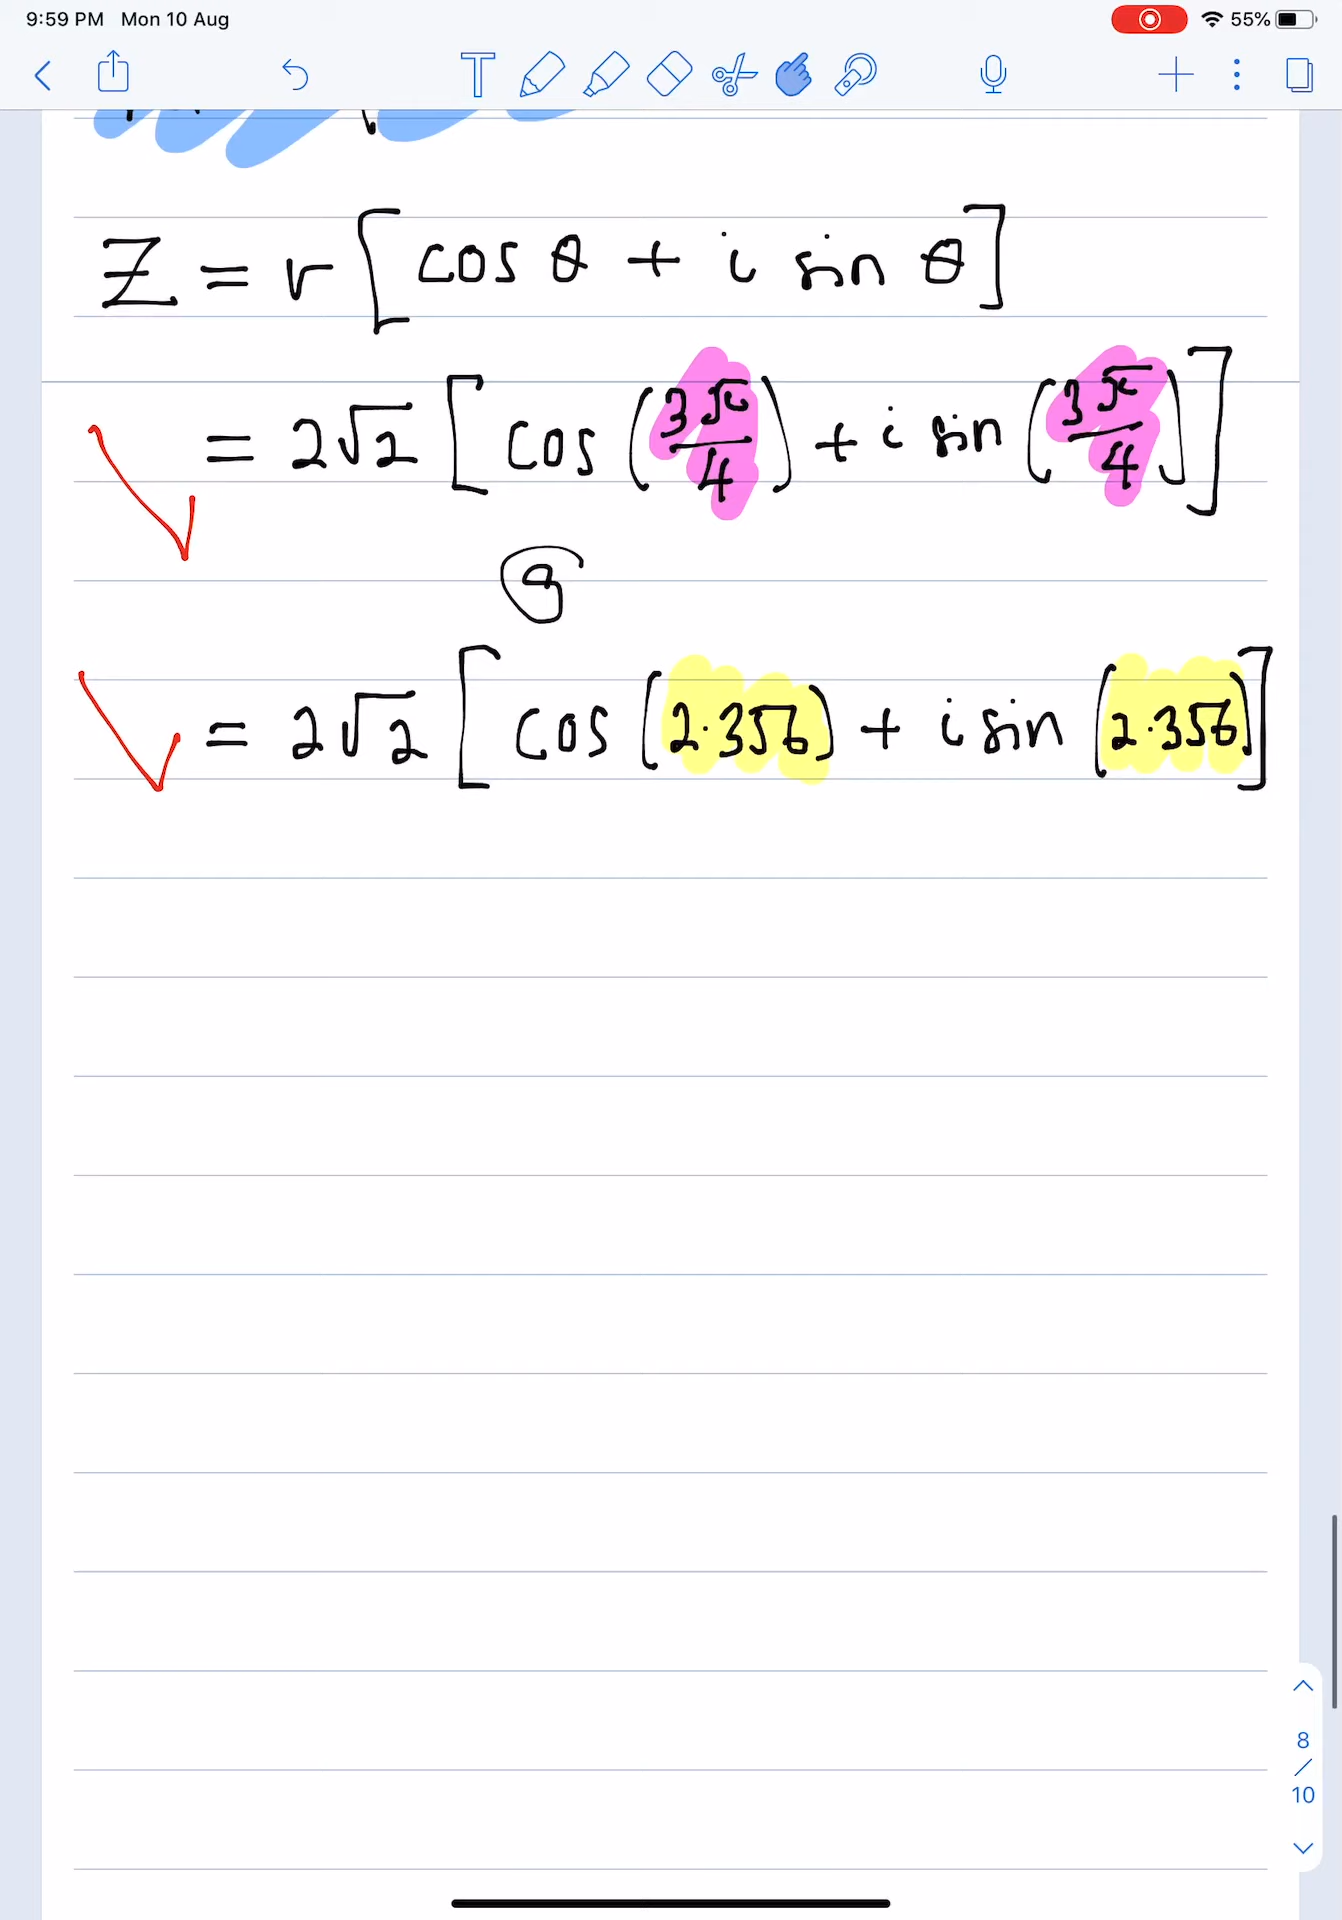 9:59 PM Mon 10 Aug 55%
Z = r [cos θ + i sin θ]
= 2√2 [cos (3π/4) + i sin (3π/4)]
= 2√2 [cos (2.356) + i sin (2.356)]
8
/
10